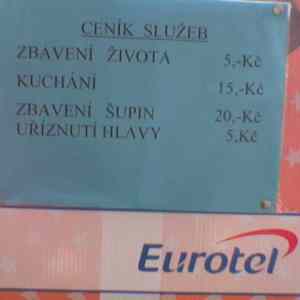 CENÍK SLUŽEB
ZBAVENÍ ŽIVOTA 5,-Kč
KUCHÁNÍ 15,-Kč
ZBAVENÍ ŠUPIN 20,-Kč
UŘÍZNUTÍ HLAVY 5,Kč
Eurotel